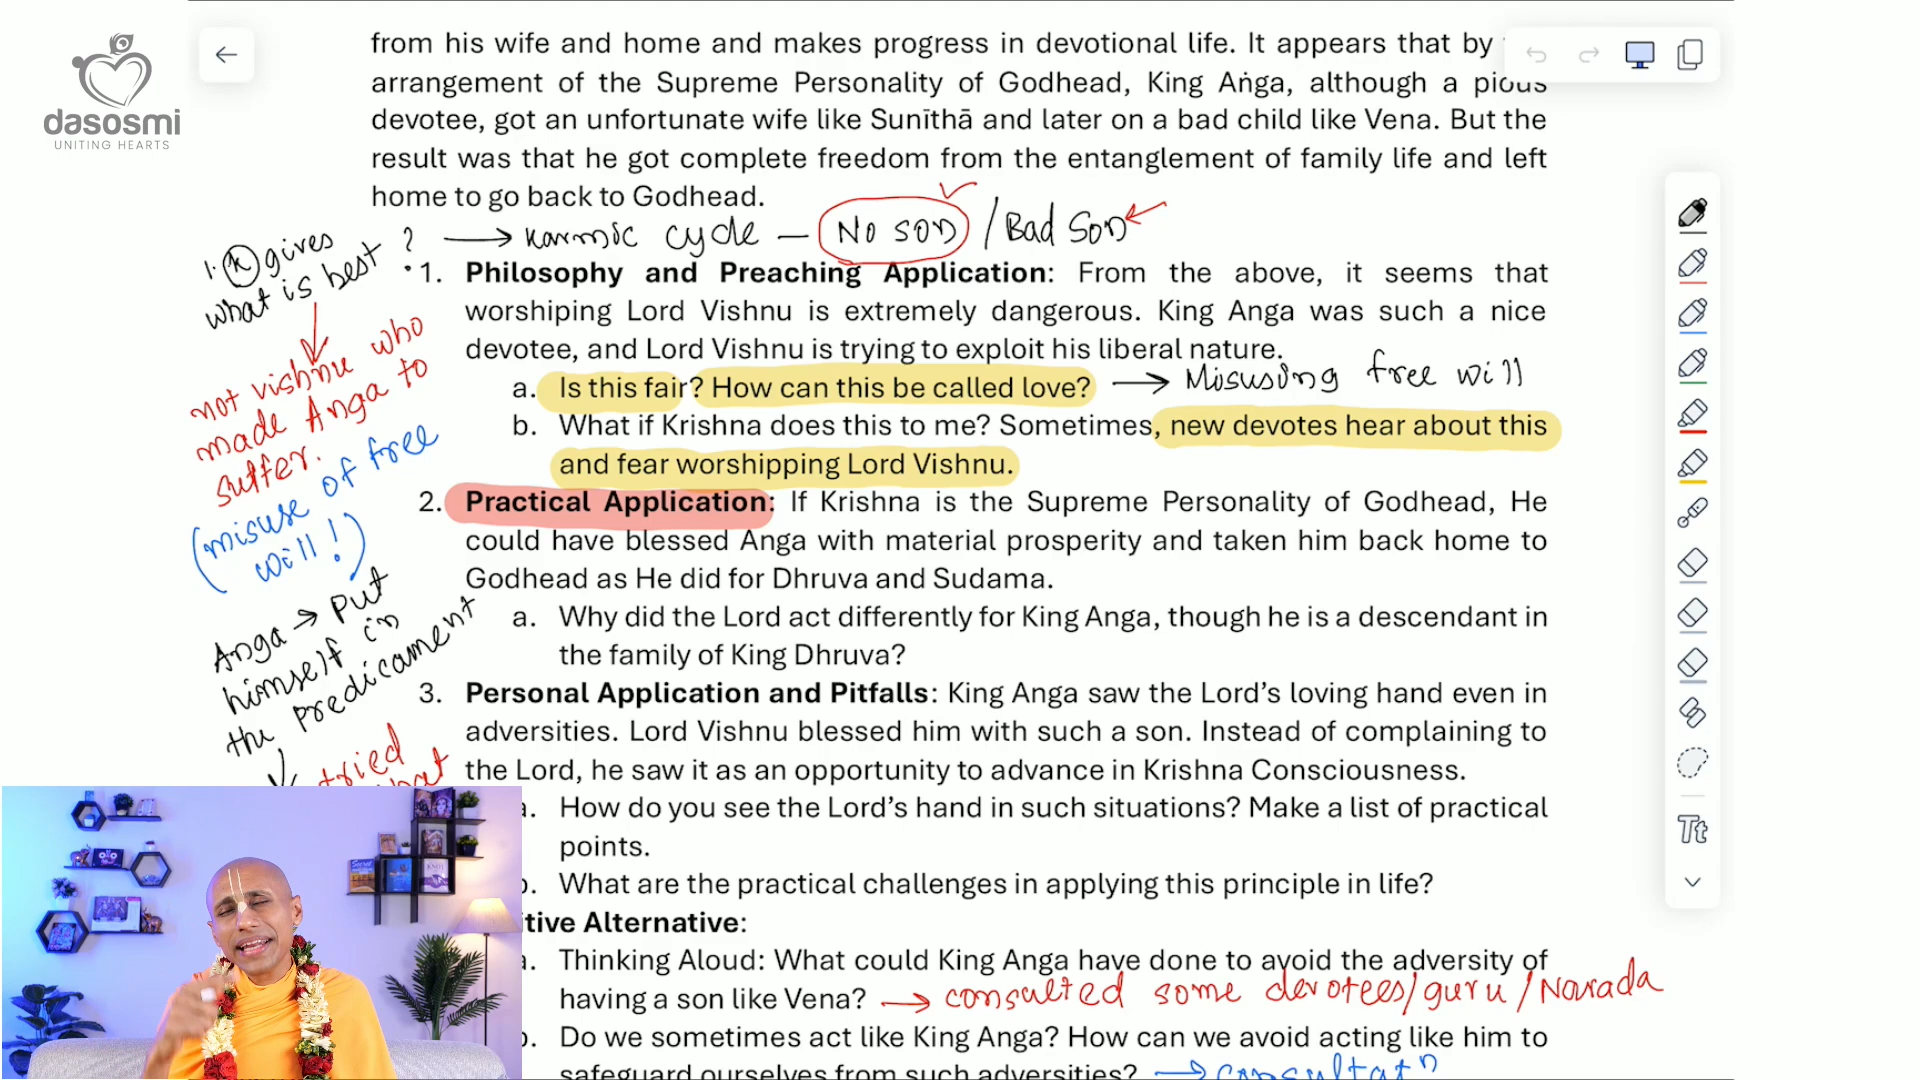 dasosmi
UNITING HEARTS
from his wife and home and makes progress in devotional life. It appears that by
arrangement of the Supreme Personality of Godhead, King Aṅga, although a pious
devotee, got an unfortunate wife like Sunīthā and later on a bad child like Vena. But the
result was that he got complete freedom from the entanglement of family life and left
home to go back to Godhead.
? → Karmic cycle — No son / Bad Son
1. (K) gives
what is best
1. Philosophy and Preaching Application: From the above, it seems that
worshiping Lord Vishnu is extremely dangerous. King Anga was such a nice
devotee, and Lord Vishnu is trying to exploit his liberal nature.
a. Is this fair? How can this be called love? → Misusing free will
b. What if Krishna does this to me? Sometimes, new devotes hear about this
and fear worshipping Lord Vishnu.
not vishnu who
made Anga to
suffer.
(misuse of free
will!)
2. Practical Application: If Krishna is the Supreme Personality of Godhead, He
could have blessed Anga with material prosperity and taken him back home to
Godhead as He did for Dhruva and Sudama.
a. Why did the Lord act differently for King Anga, though he is a descendant in
the family of King Dhruva?
Anga → Put
himself in
the predicament
tried
3. Personal Application and Pitfalls: King Anga saw the Lord's loving hand even in
adversities. Lord Vishnu blessed him with such a son. Instead of complaining to
the Lord, he saw it as an opportunity to advance in Krishna Consciousness.
How do you see the Lord's hand in such situations? Make a list of practical
points.
What are the practical challenges in applying this principle in life?
tive Alternative:
Thinking Aloud: What could King Anga have done to avoid the adversity of
having a son like Vena? → consulted some devotees/guru/Narada
Do we sometimes act like King Anga? How can we avoid acting like him to
safeguard ourselves from such adversities? → consultatn
Tt